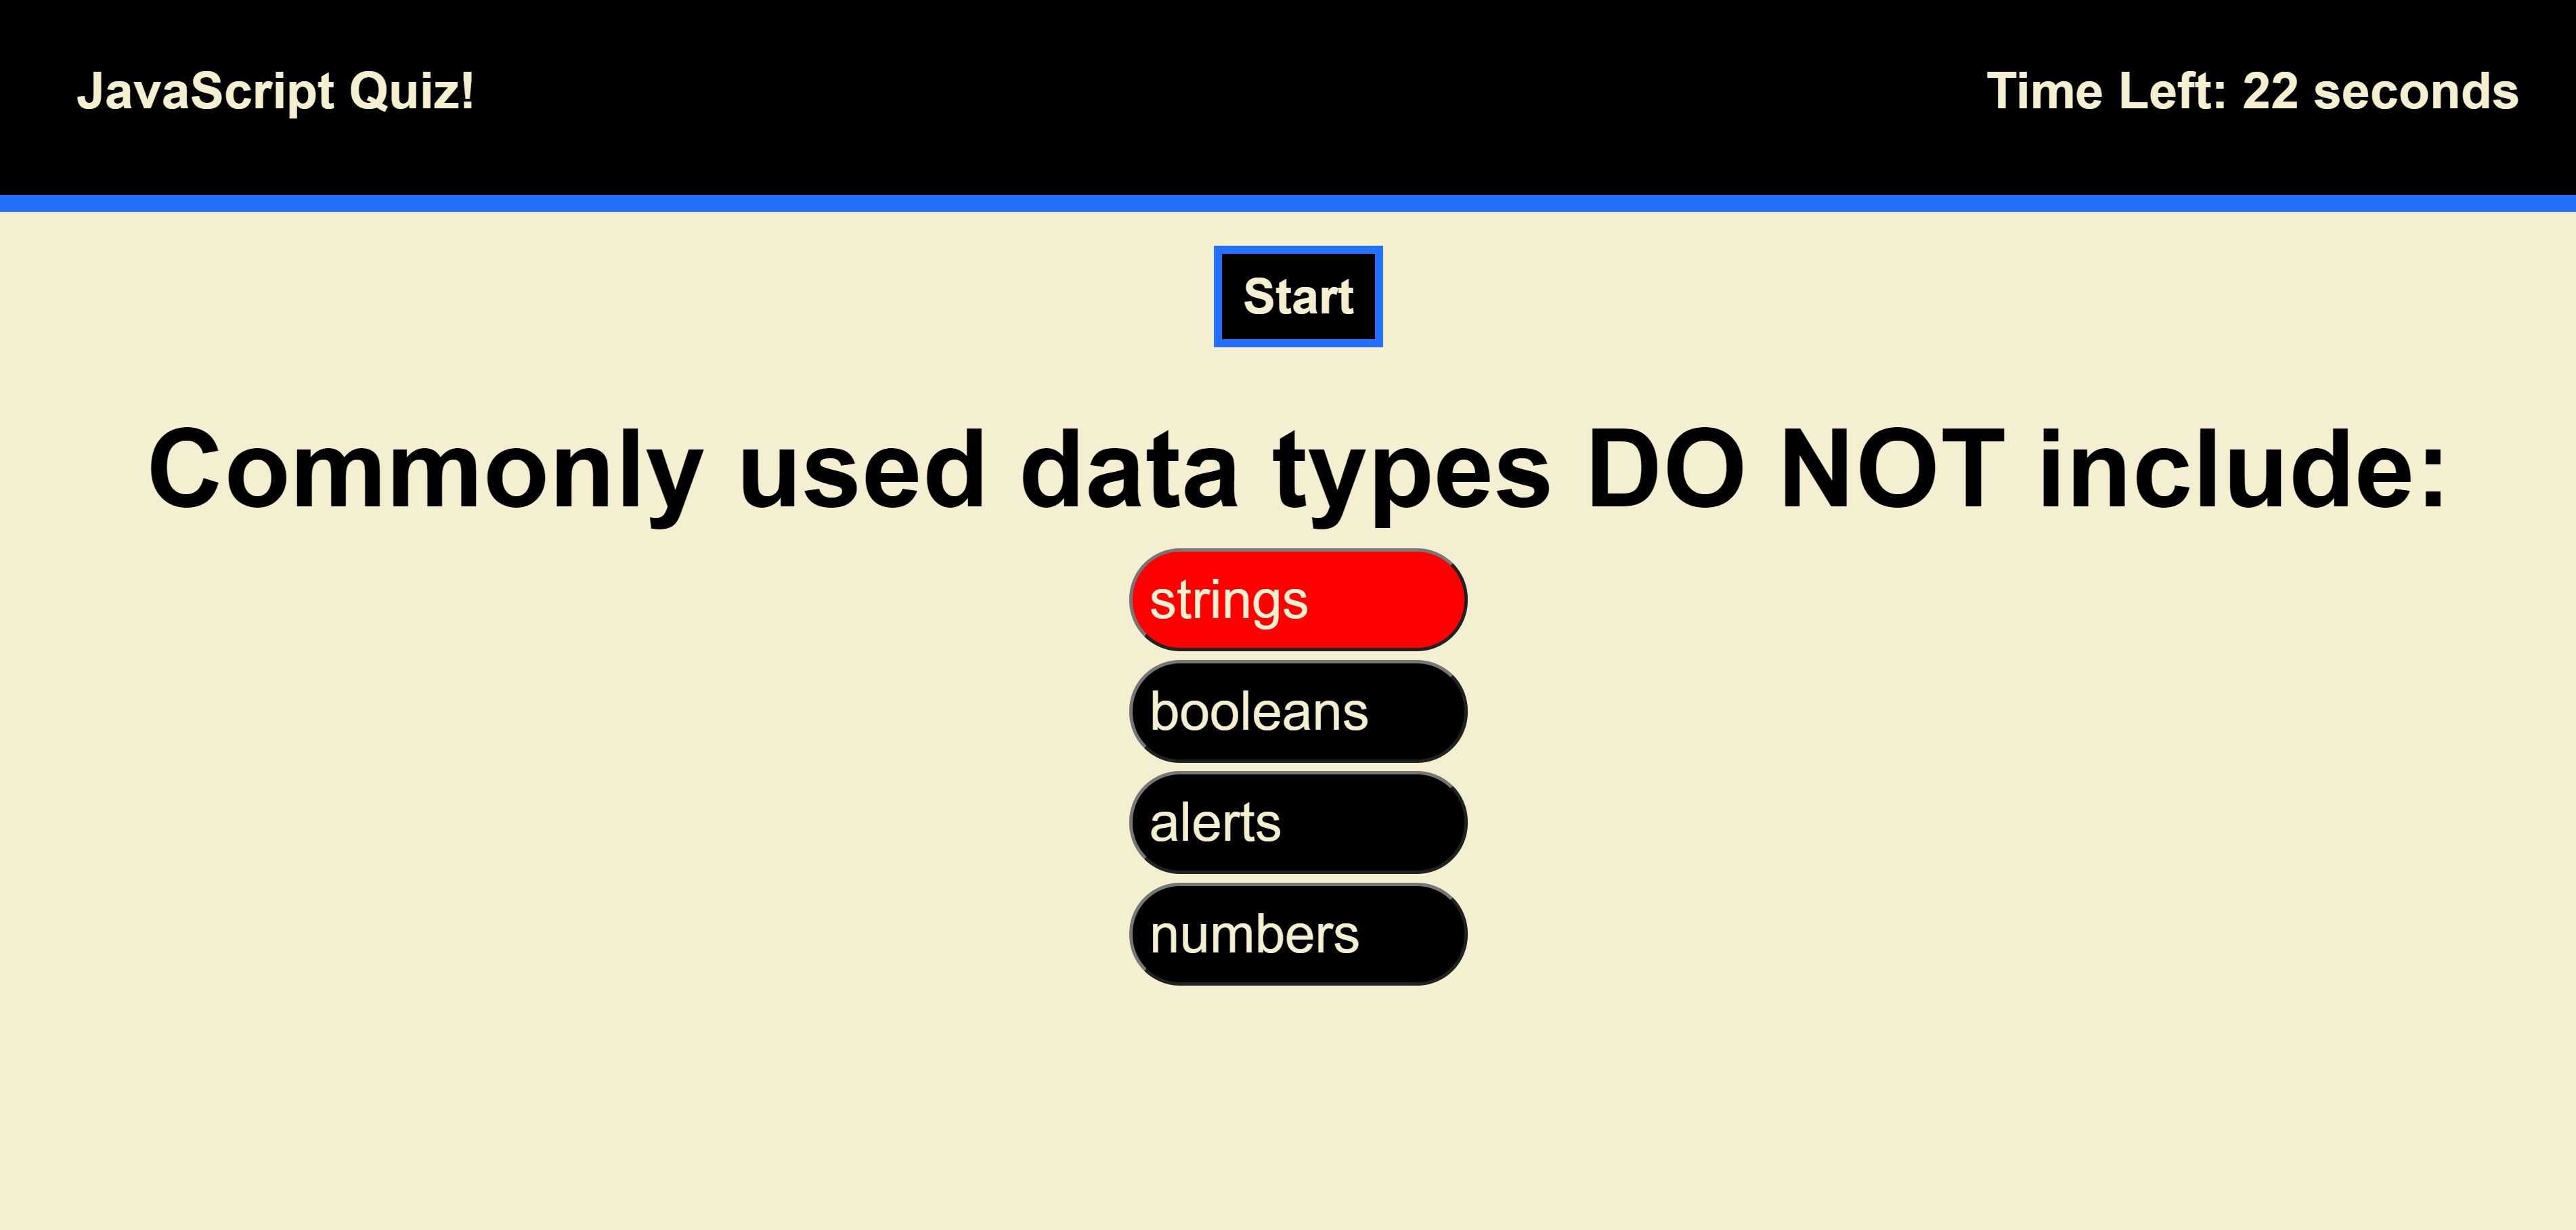 JavaScript Quiz!
Time Left: 22 seconds
Start
Commonly used data types DO NOT include:
strings
booleans
alerts
numbers